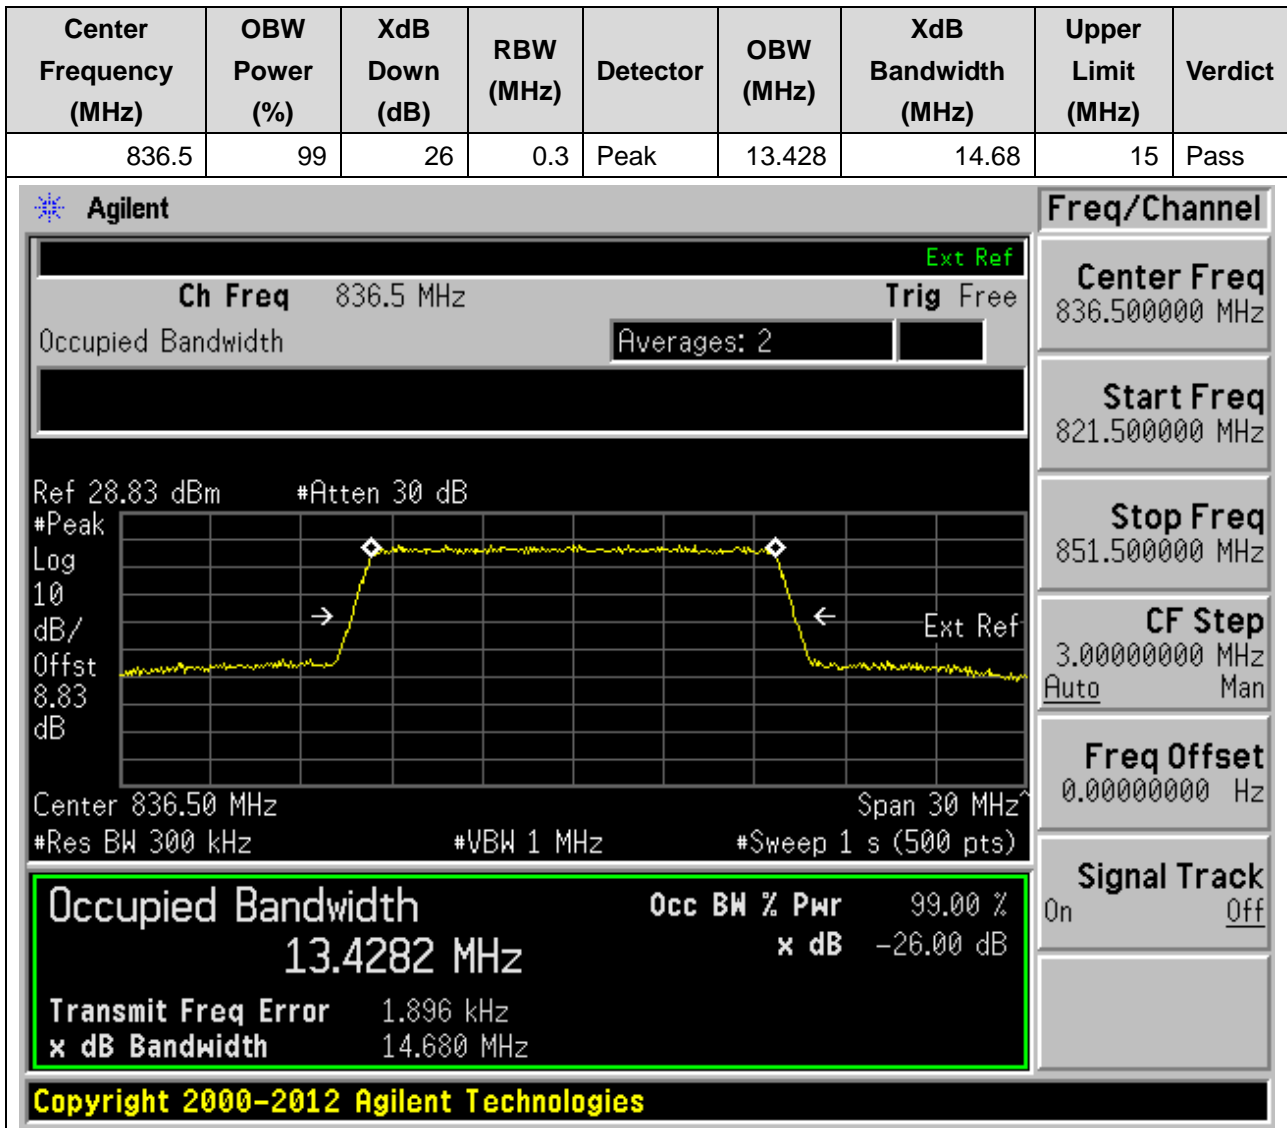 Center Frequency (MHz) OBW Power (%) XdB Down (dB) RBW (MHz) Detector OBW (MHz) XdB Bandwidth (MHz) Upper Limit (MHz) Verdict
836.5 99 26 0.3 Peak 13.428 14.68 15 Pass
Agilent
Freq/Channel
Ext Ref
Ch Freq 836.5 MHz Trig Free
Occupied Bandwidth Averages: 2
Center Freq
836.500000 MHz
Start Freq
821.500000 MHz
Stop Freq
851.500000 MHz
CF Step
3.00000000 MHz
Auto Man
Freq Offset
0.00000000 Hz
Signal Track
On Off
Ref 28.83 dBm #Atten 30 dB
#Peak
Log
10
dB/
Offst
8.83
dB
Ext Ref
Center 836.50 MHz Span 30 MHz^
#Res BW 300 kHz #VBW 1 MHz #Sweep 1 s (500 pts)
Occupied Bandwidth Occ BW % Pwr 99.00 %
13.4282 MHz x dB -26.00 dB
Transmit Freq Error 1.896 kHz
x dB Bandwidth 14.680 MHz
Copyright 2000-2012 Agilent Technologies